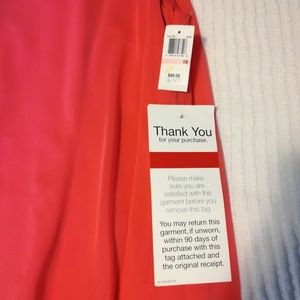 10
$89.00
Thank You
for your purchase.
Please make
sure you are
satisfied with the
garment before you
remove this tag.
You may return this
garment, if unworn,
within 90 days of
purchase with this
tag attached and
the original receipt.